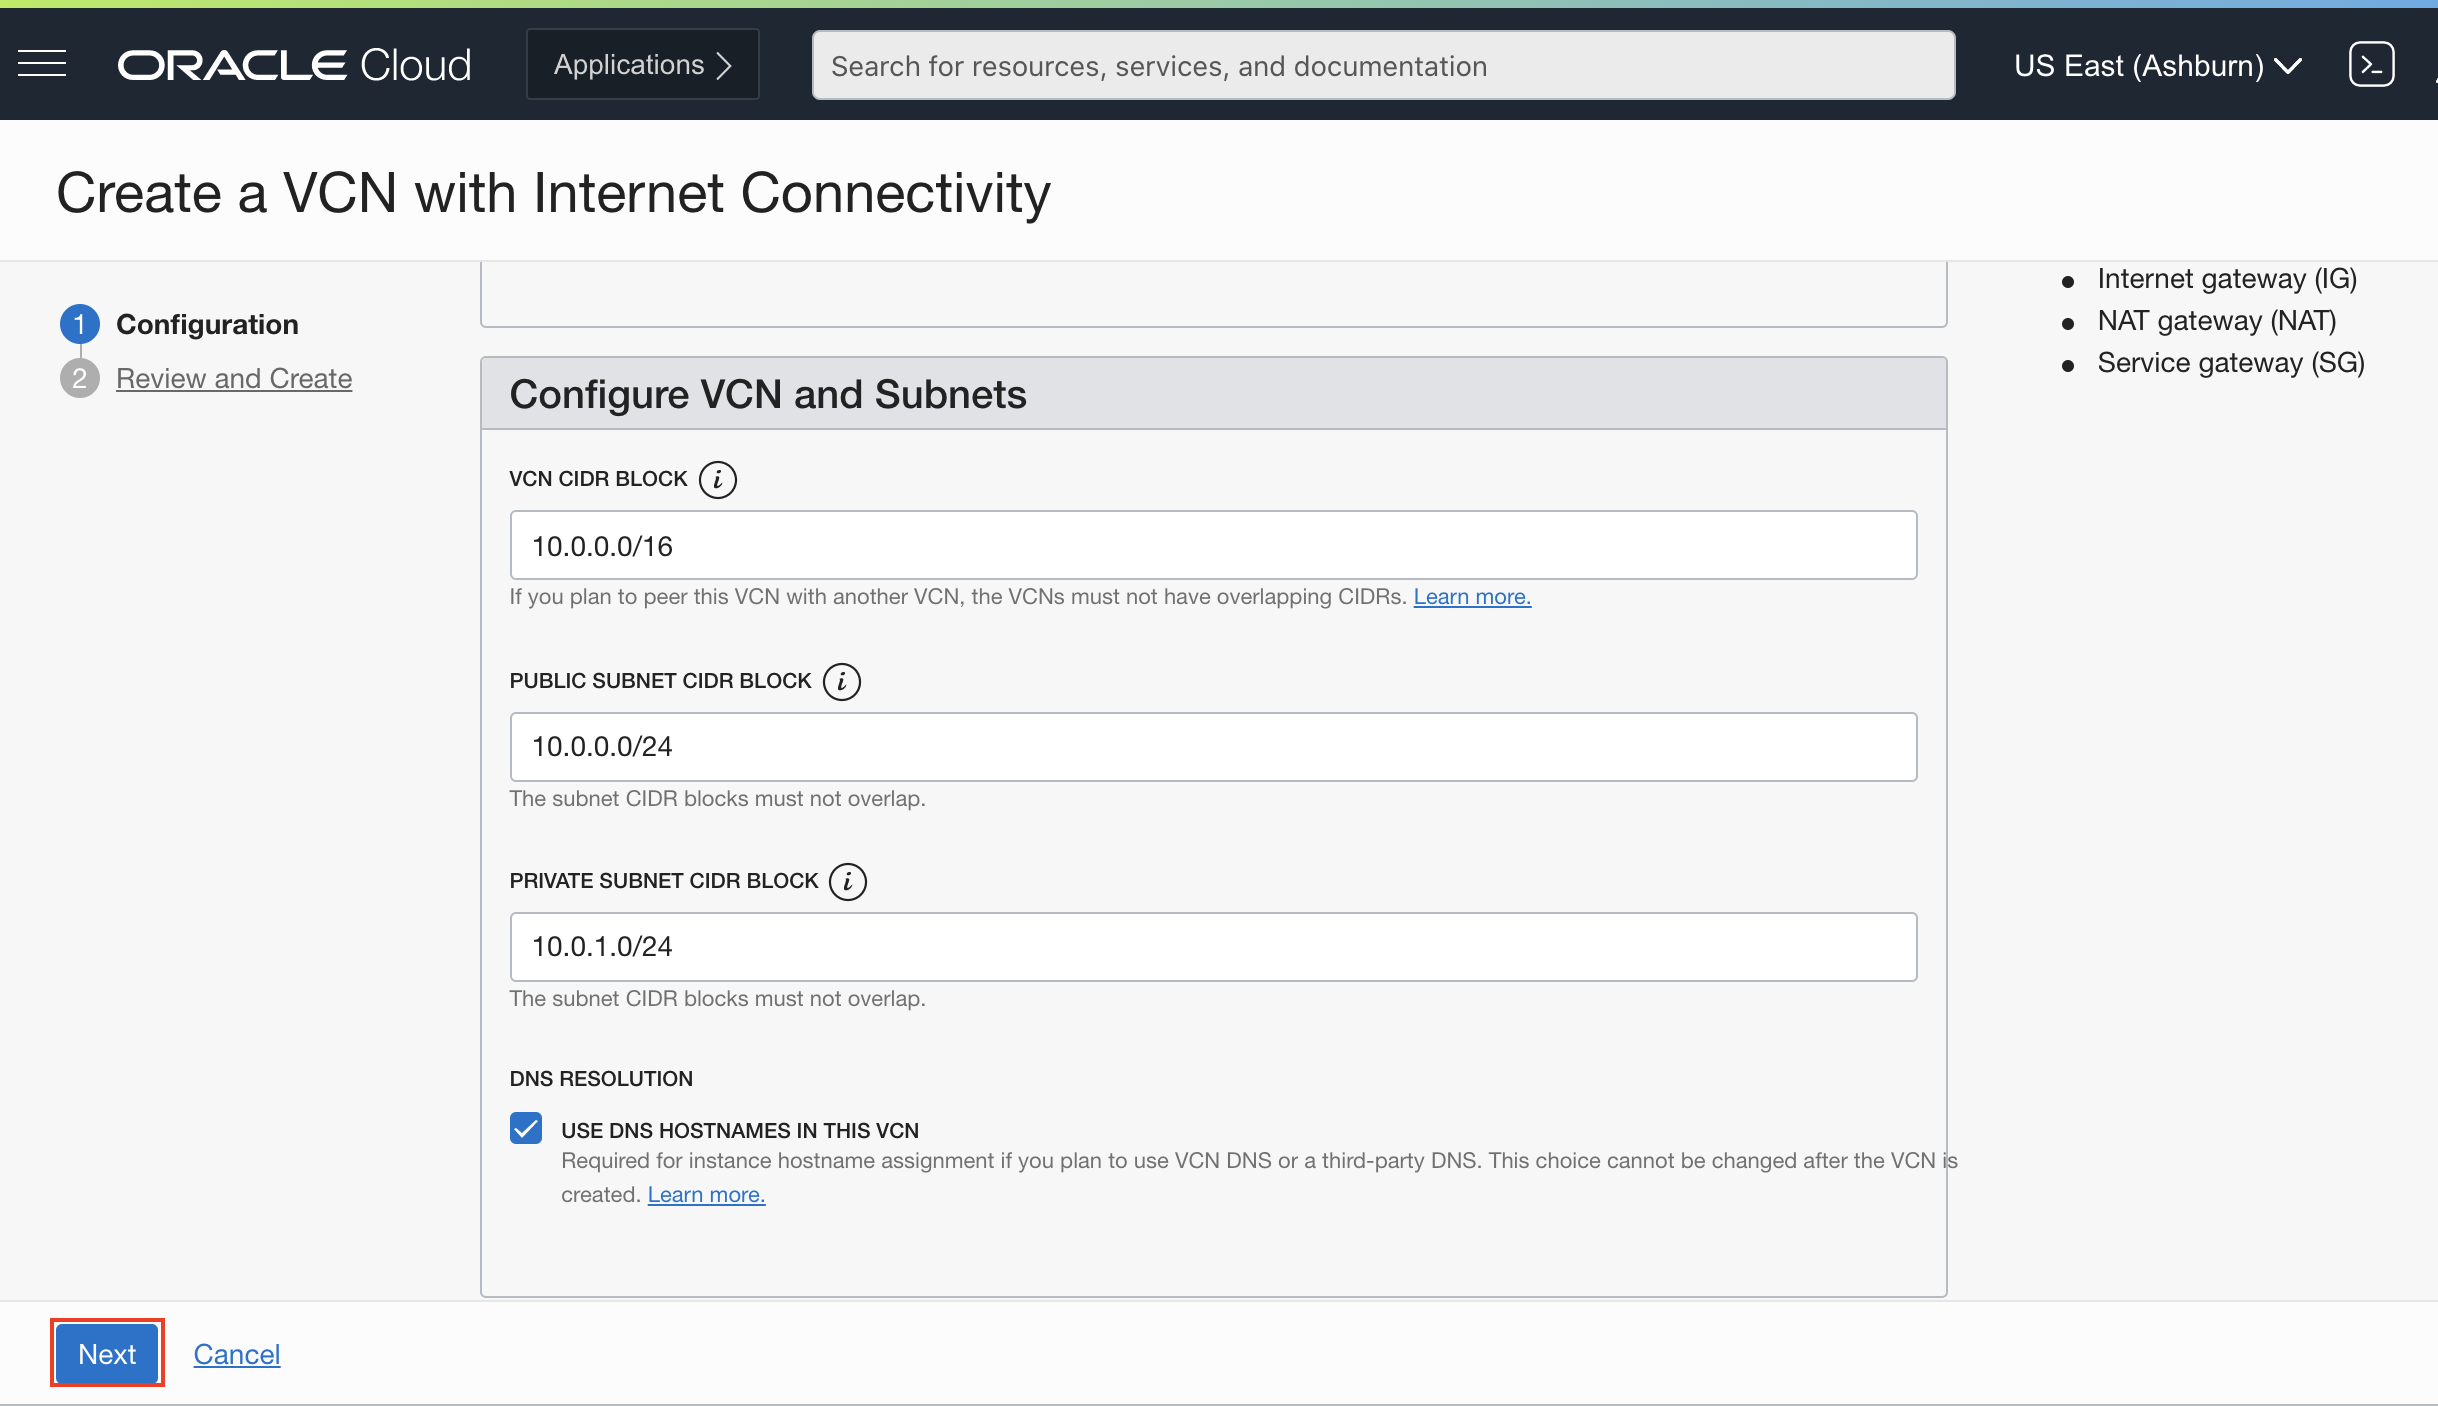 ORACLE Cloud
Applications
Search for resources, services, and documentation
US East (Ashburn)
Create a VCN with Internet Connectivity
1 Configuration
2 Review and Create
Internet gateway (IG)
NAT gateway (NAT)
Service gateway (SG)
Configure VCN and Subnets
VCN CIDR BLOCK i
10.0.0.0/16
If you plan to peer this VCN with another VCN, the VCNs must not have overlapping CIDRs. Learn more.
PUBLIC SUBNET CIDR BLOCK i
10.0.0.0/24
The subnet CIDR blocks must not overlap.
PRIVATE SUBNET CIDR BLOCK i
10.0.1.0/24
The subnet CIDR blocks must not overlap.
DNS RESOLUTION
USE DNS HOSTNAMES IN THIS VCN
Required for instance hostname assignment if you plan to use VCN DNS or a third-party DNS. This choice cannot be changed after the VCN is
created. Learn more.
Next
Cancel